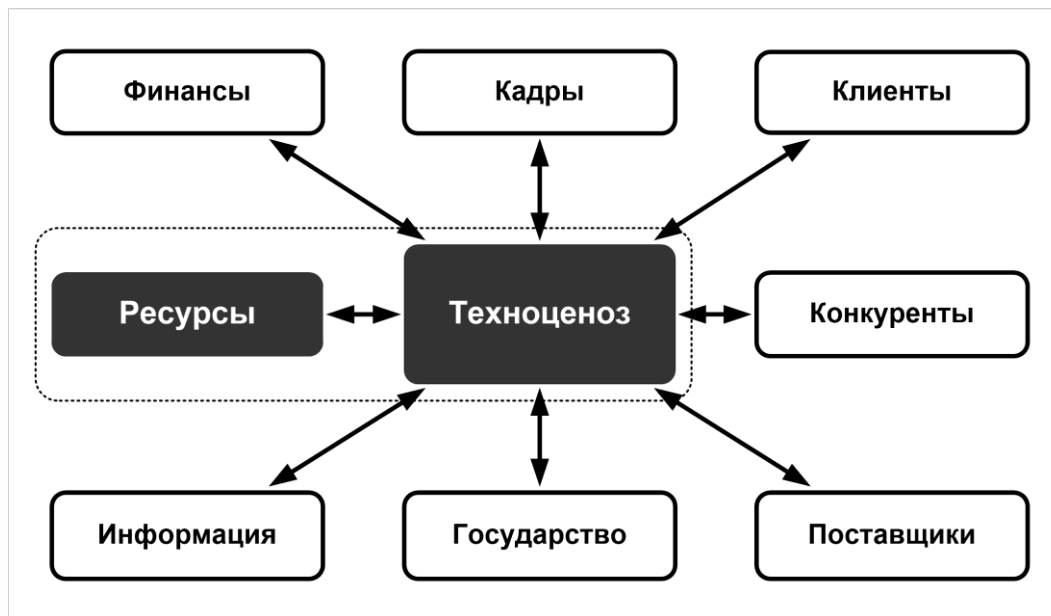 Финансы
Кадры
Клиенты
Ресурсы
Техноценоз
Конкуренты
Информация
Государство
Поставщики